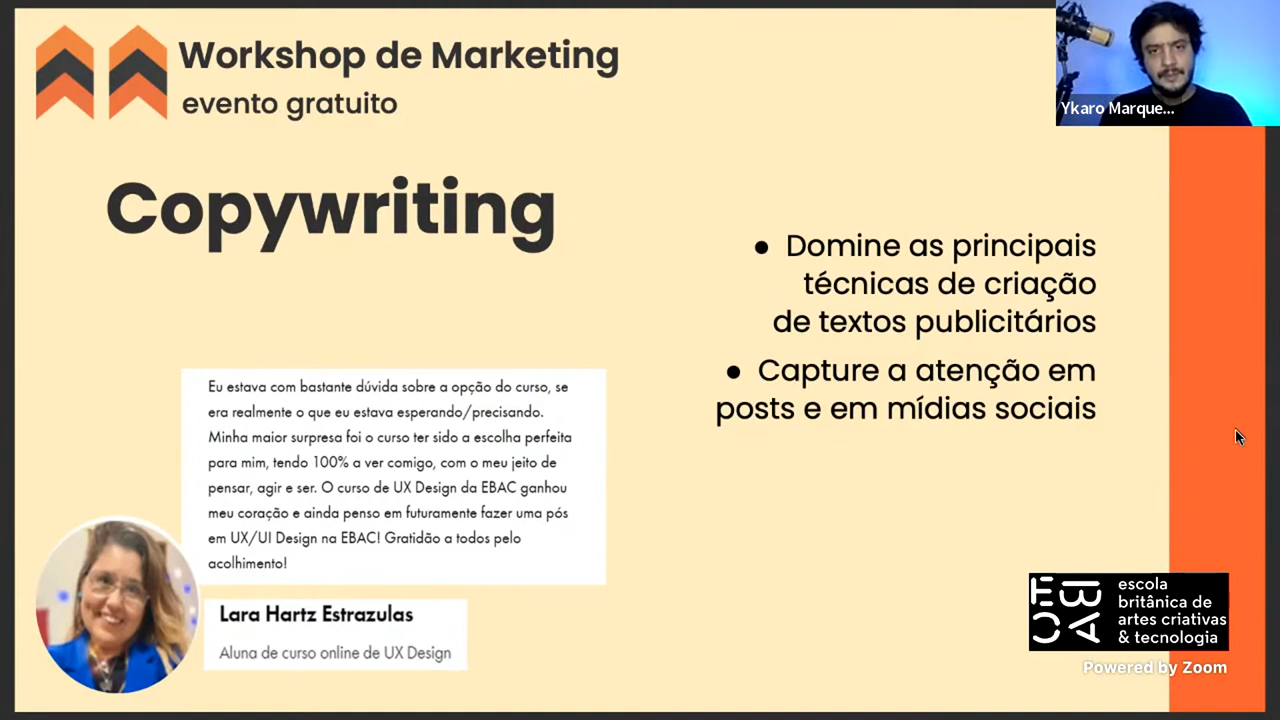 Workshop de Marketing
evento gratuito
Ykaro Marque...
Copywriting
● Domine as principais
técnicas de criação
de textos publicitários
● Capture a atenção em
posts e em mídias sociais
Eu estava com bastante dúvida sobre a opção do curso, se
era realmente o que eu estava esperando/precisando.
Minha maior surpresa foi o curso ter sido a escolha perfeita
para mim, tendo 100% a ver comigo, com o meu jeito de
pensar, agir e ser. O curso de UX Design da EBAC ganhou
meu coração e ainda penso em futuramente fazer uma pós
em UX/UI Design na EBAC! Gratidão a todos pelo
acolhimento!
Lara Hartz Estrazulas
Aluna de curso online de UX Design
EBAC
escola
britânica de
artes criativas
& tecnologia
Powered by Zoom